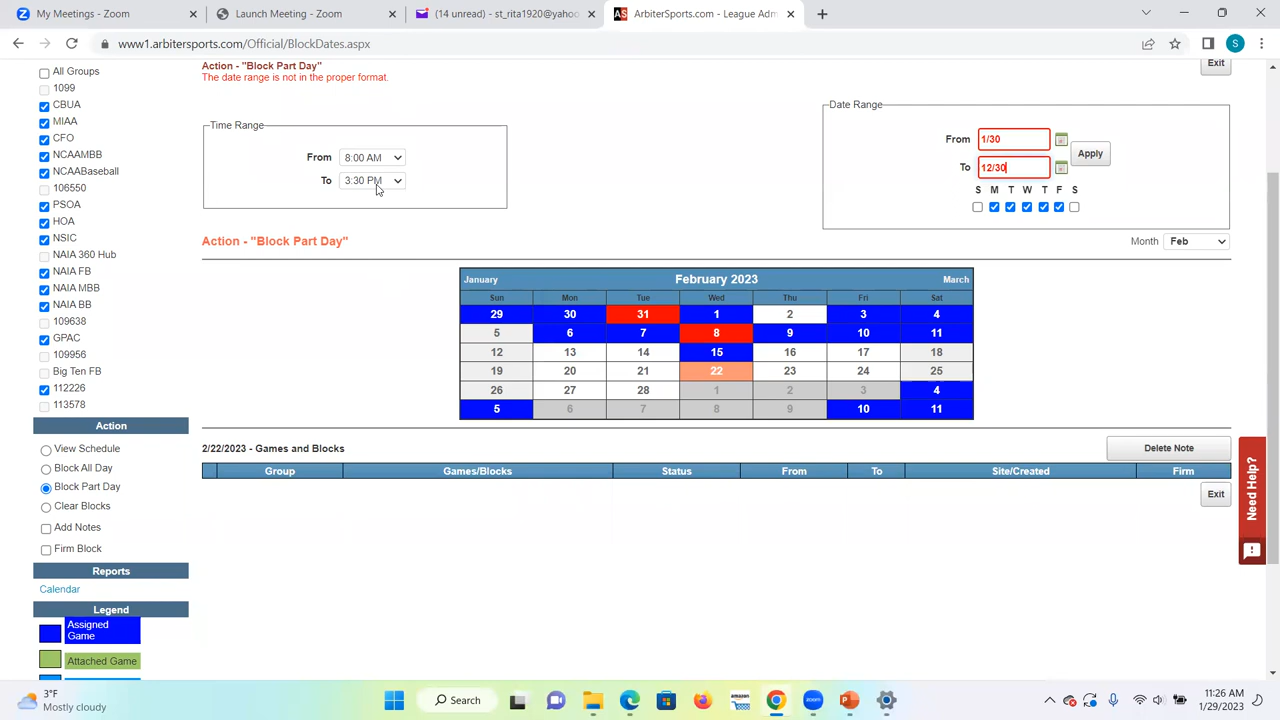 Zoom Meetings
Launch Meeting - Zoom
(14 unread) - st_rita1920@yahoo
ArbiterSports.com - League Adm
www1.arbitersports.com/Official/BlockDates.aspx
S
All Groups
1099
CBUA
MIAA
CFO
NCAAMBB
NCAABaseball
106550
PSOA
HOA
NSIC
NAIA 360 Hub
NAIA FB
NAIA MBB
NAIA BB
109638
GPAC
109956
Big Ten FB
112226
113578
Action
View Schedule
Block All Day
Block Part Day
Clear Blocks
Add Notes
Firm Block
Reports
Calendar
Legend
Assigned
Game
Attached Game
Action - "Block Part Day"
The date range is not in the proper format.
Exit
Time Range
From 8:00 AM
To 3:30 PM
Date Range
From 1/30
To 12/30
Apply
S M T W T F S
Action - "Block Part Day"
Month Feb
January February 2023 March
Sun Mon Tue Wed Thu Fri Sat
29 30 31 1 2 3 4
5 6 7 8 9 10 11
12 13 14 15 16 17 18
19 20 21 22 23 24 25
26 27 28 1 2 3 4
5 6 7 8 9 10 11
2/22/2023 - Games and Blocks
Delete Note
Group Games/Blocks Status From To Site/Created Firm
Exit
Need Help?
3°F
Mostly cloudy
Search
amazon
zoom
11:26 AM
1/29/2023